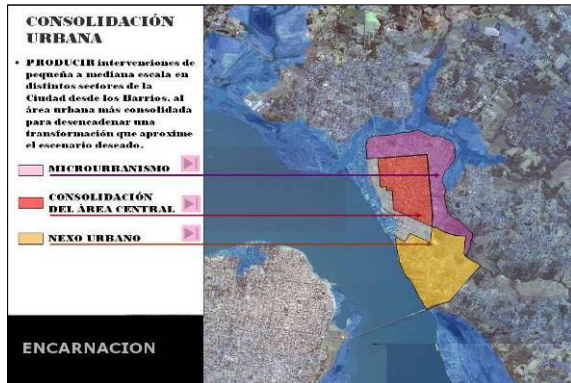 CONSOLIDACIÓN
URBANA
• PRODUCIR intervenciones de
pequeña a mediana escala en
distintos sectores de la
Ciudad desde los Barrios, al
área urbana más consolidada
para desencadenar una
transformación que aproxime
el escenario deseado.
MICROURBANISMO
CONSOLIDACIÓN
DEL ÁREA CENTRAL
NEXO URBANO
ENCARNACION